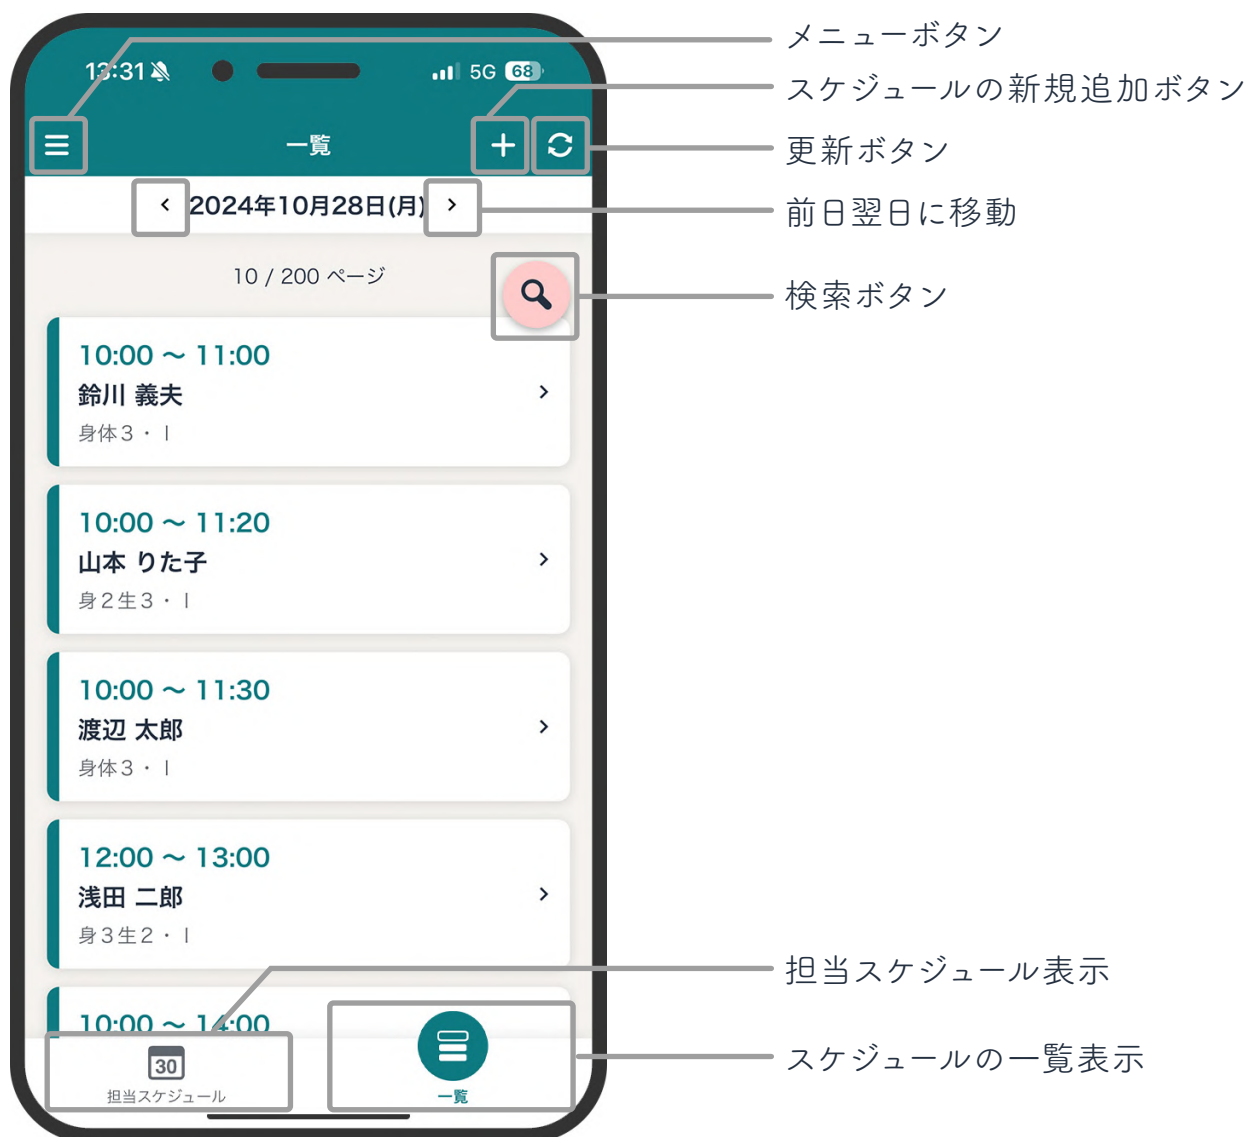 メニューボタン
13:31 5G 68
スケジュールの新規追加ボタン
一覧
更新ボタン
2024年10月28日(月)
前日翌日に移動
10 / 200 ページ
検索ボタン
10:00 〜 11:00
鈴川 義夫
身体3・I
10:00 〜 11:20
山本 りた子
身2生3・I
10:00 〜 11:30
渡辺 太郎
身体3・I
12:00 〜 13:00
浅田 二郎
身3生2・I
担当スケジュール表示
10:00 〜 14:00
スケジュールの一覧表示
30
担当スケジュール
一覧